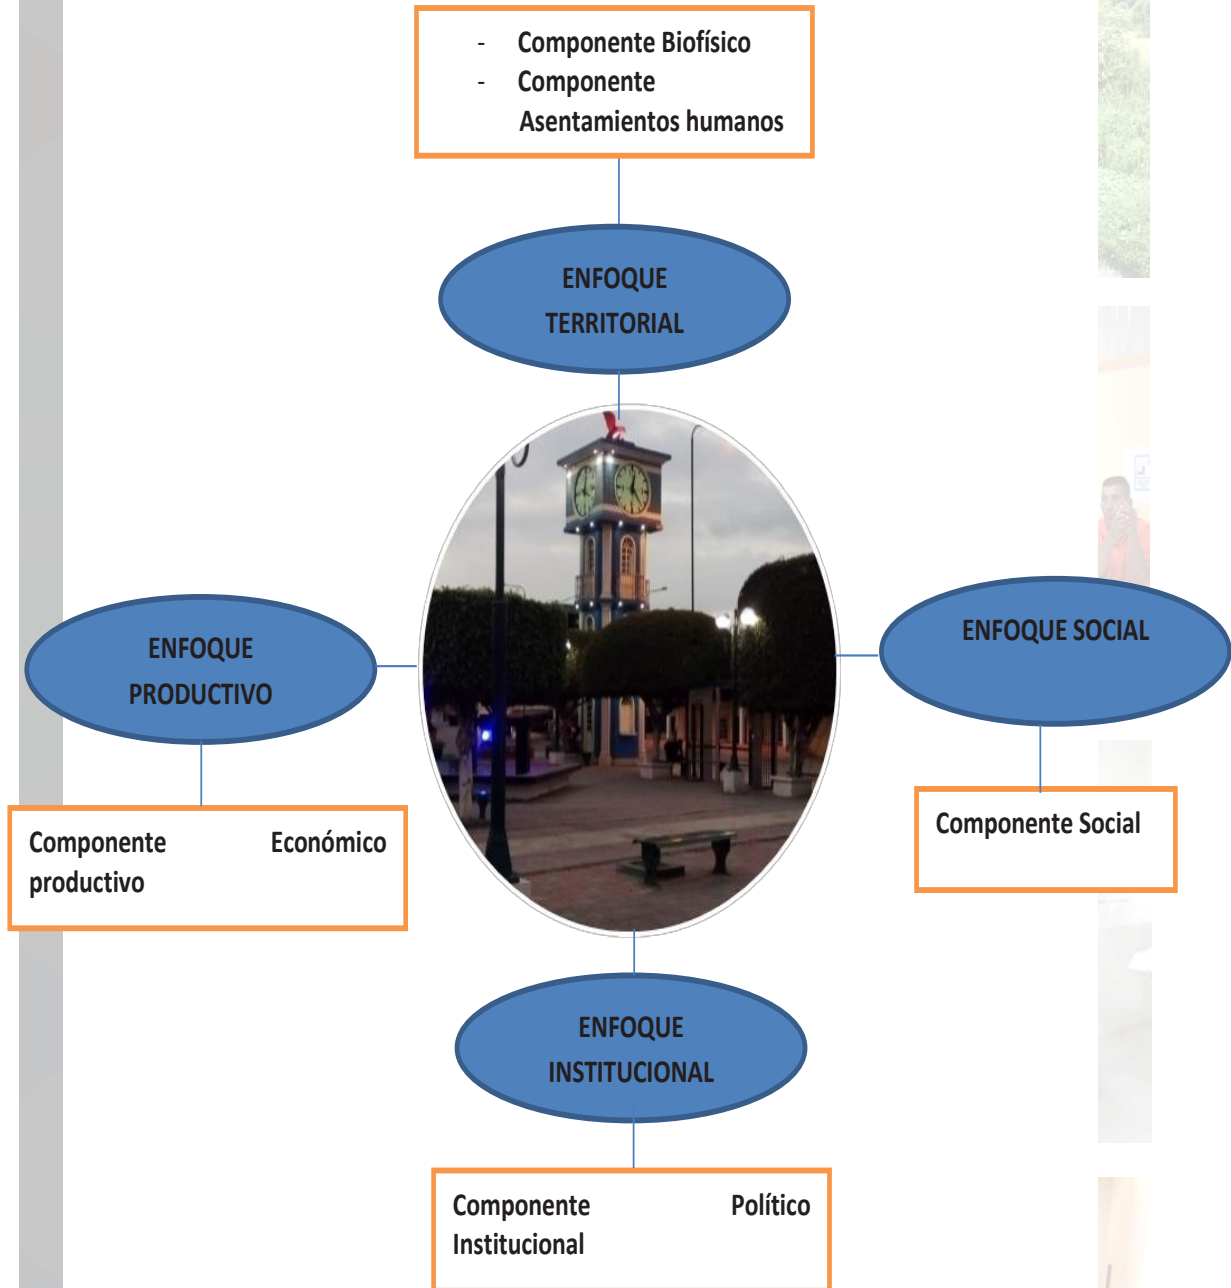 - Componente Biofísico
- Componente
Asentamientos humanos
ENFOQUE
TERRITORIAL
ENFOQUE
PRODUCTIVO
ENFOQUE SOCIAL
Componente Económico
productivo
Componente Social
ENFOQUE
INSTITUCIONAL
Componente Político
Institucional